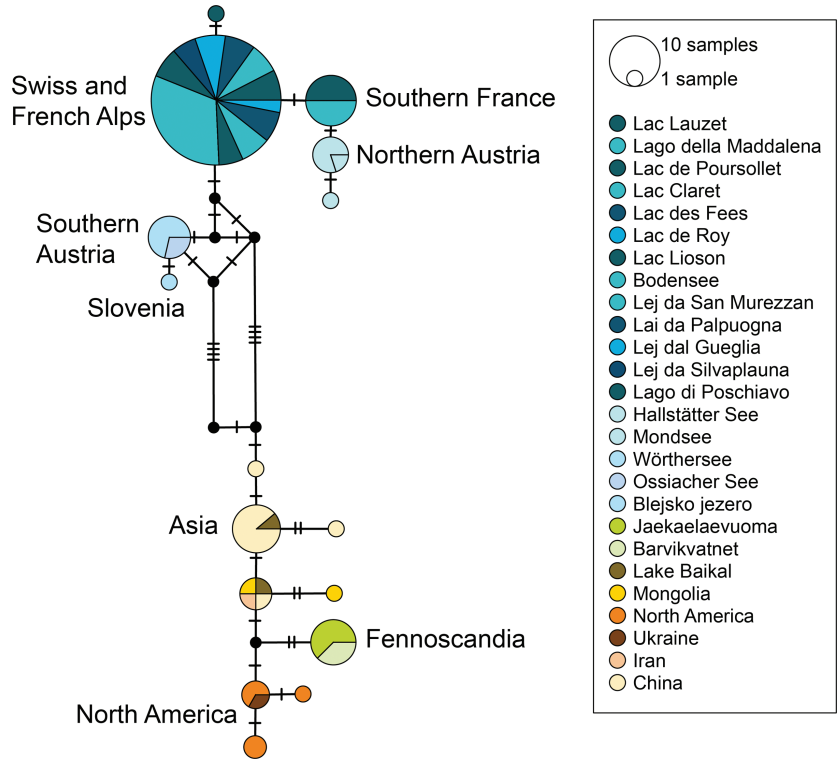 Swiss and
French Alps
Southern France
Northern Austria
Southern
Austria
Slovenia
Asia
Fennoscandia
North America
10 samples
1 sample
Lac Lauzet
Lago della Maddalena
Lac de Poursollet
Lac Claret
Lac des Fees
Lac de Roy
Lac Lioson
Bodensee
Lej da San Murezzan
Lai da Palpuogna
Lej dal Gueglia
Lej da Silvaplauna
Lago di Poschiavo
Hallstätter See
Mondsee
Wörthersee
Ossiacher See
Blejsko jezero
Jaekaelaevuoma
Barvikvatnet
Lake Baikal
Mongolia
North America
Ukraine
Iran
China